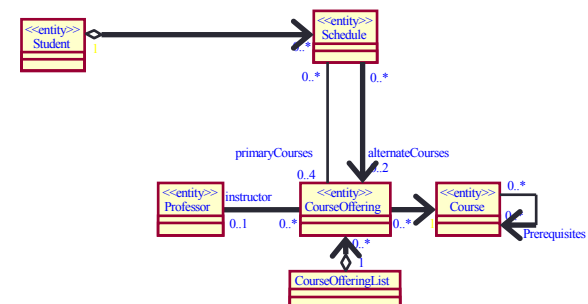 <<entity>>
Student
1
0..*
<<entity>>
Schedule
0..*
0..*
primaryCourses
alternateCourses
0..4
0..2
<<entity>>
Professor
instructor
0..1
0..*
<<entity>>
CourseOffering
0..*
1
<<entity>>
Course
0..*
0..*
Prerequisites
0..*
1
CourseOfferingList